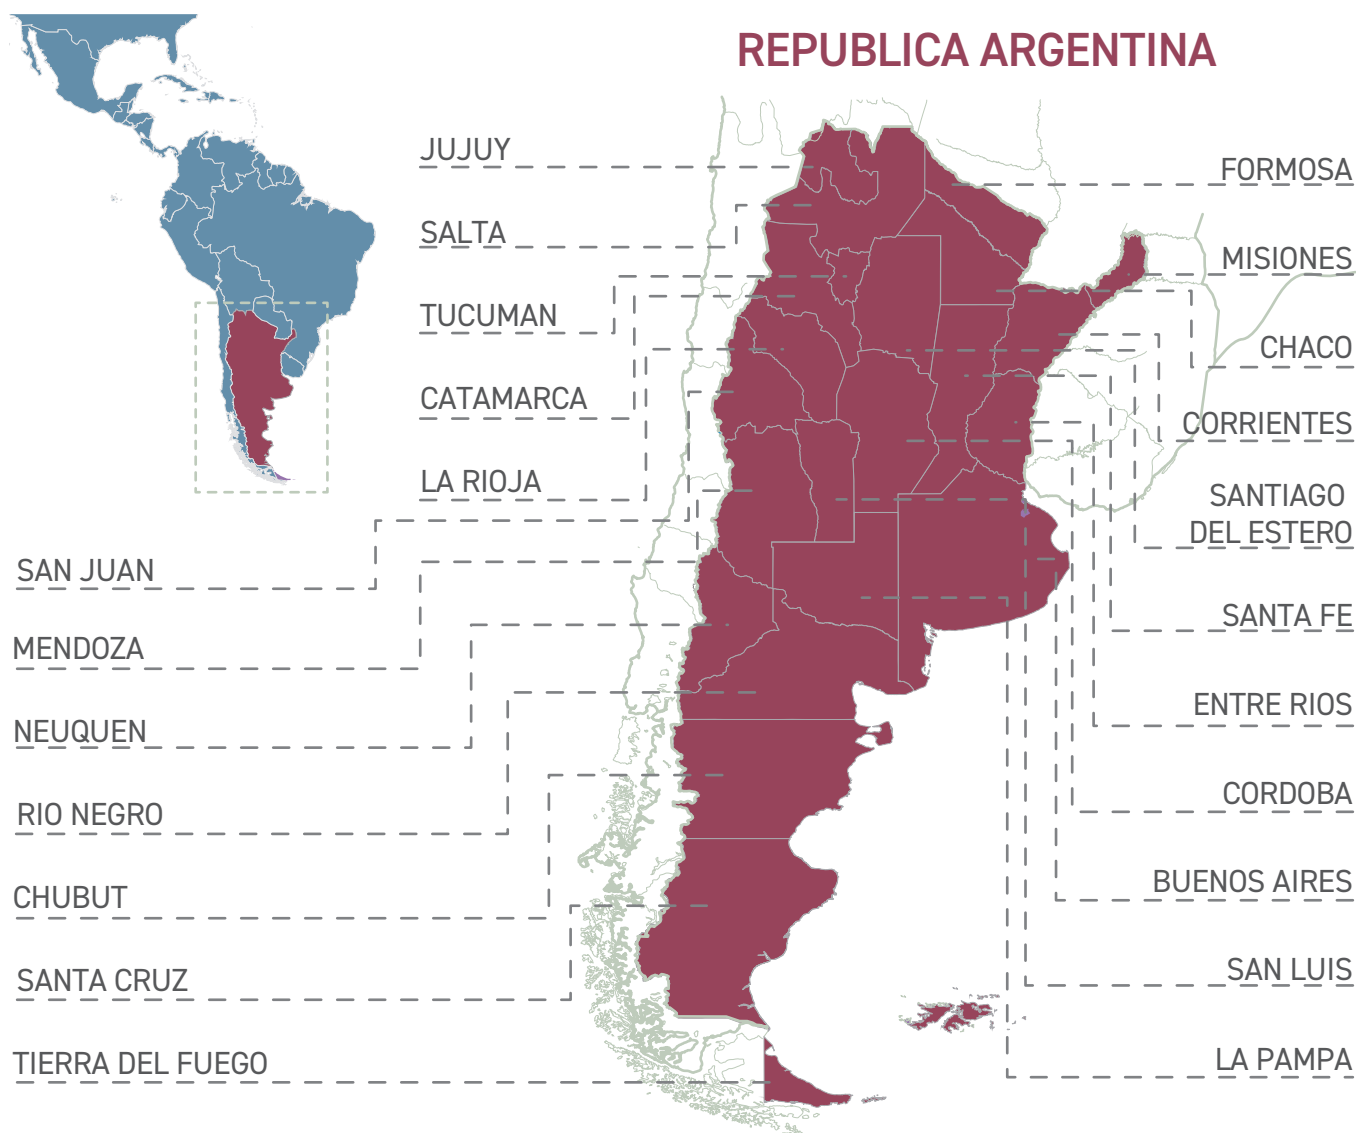 REPUBLICA ARGENTINA
JUJUY
SALTA
TUCUMAN
CATAMARCA
LA RIOJA
SAN JUAN
MENDOZA
NEUQUEN
RIO NEGRO
CHUBUT
SANTA CRUZ
TIERRA DEL FUEGO
FORMOSA
MISIONES
CHACO
CORRIENTES
SANTIAGO
DEL ESTERO
SANTA FE
ENTRE RIOS
CORDOBA
BUENOS AIRES
SAN LUIS
LA PAMPA